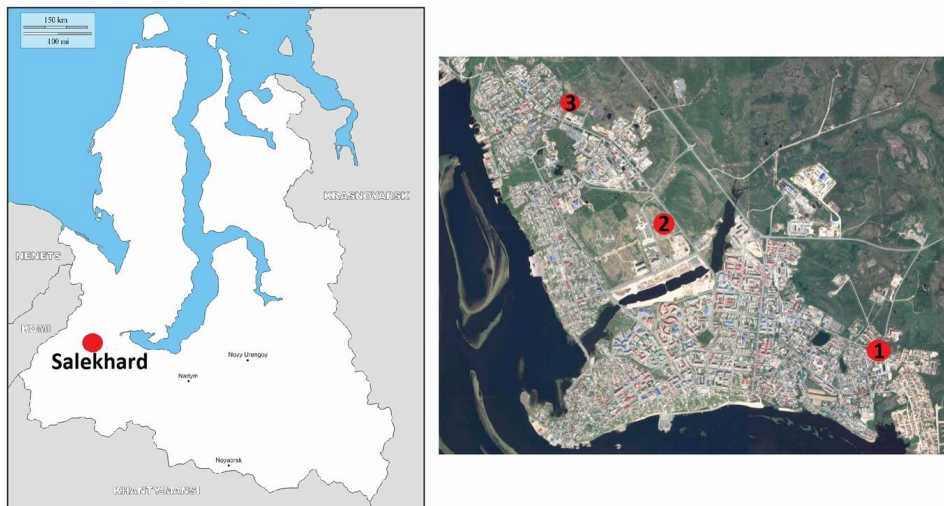 150 km
100 mi
KRASNOYARSK
NENETS
KOMI
Salekhard
Novy Urengoy
Nadym
Noyabrsk
KHANTY-MANSI
3
2
1